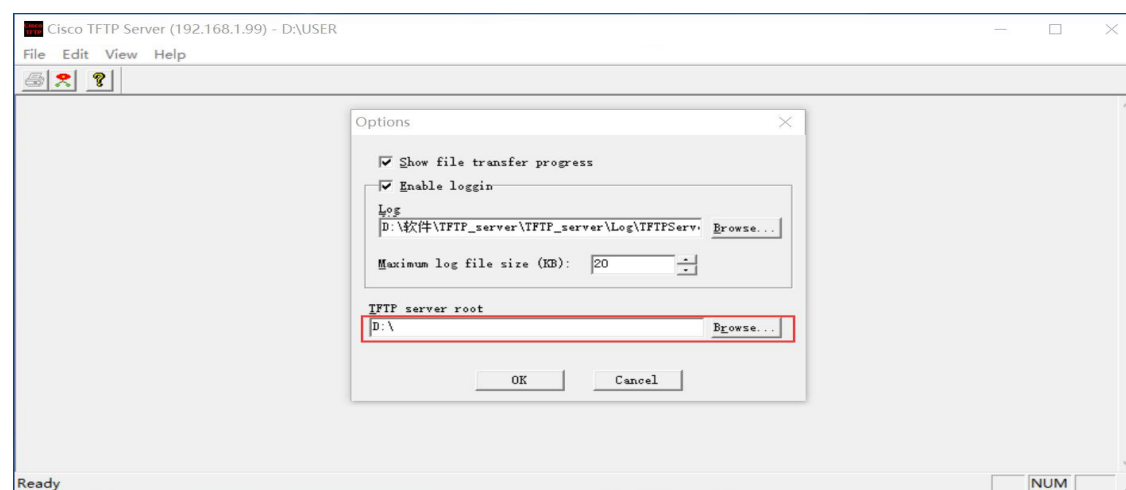 Cisco TFTP Server (192.168.1.99) - D:\USER
File Edit View Help
Options
Show file transfer progress
Enable loggin
Log
D:\软件\TFTP_server\TFTP_server\Log\TFTPServ
Browse...
Maximum log file size (KB): 20
TFTP server root
D:\
Browse...
OK Cancel
Ready NUM